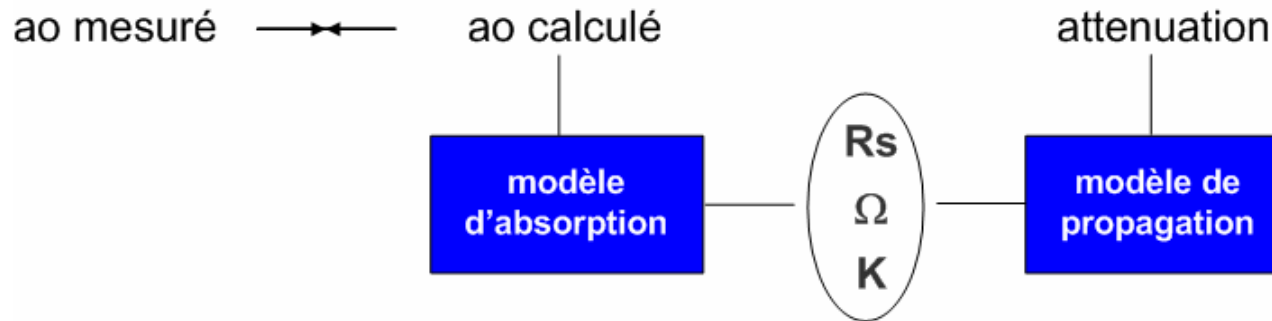 ao mesuré
ao calculé
attenuation
modèle
d’absorption
Rs
Ω
K
modèle de
propagation